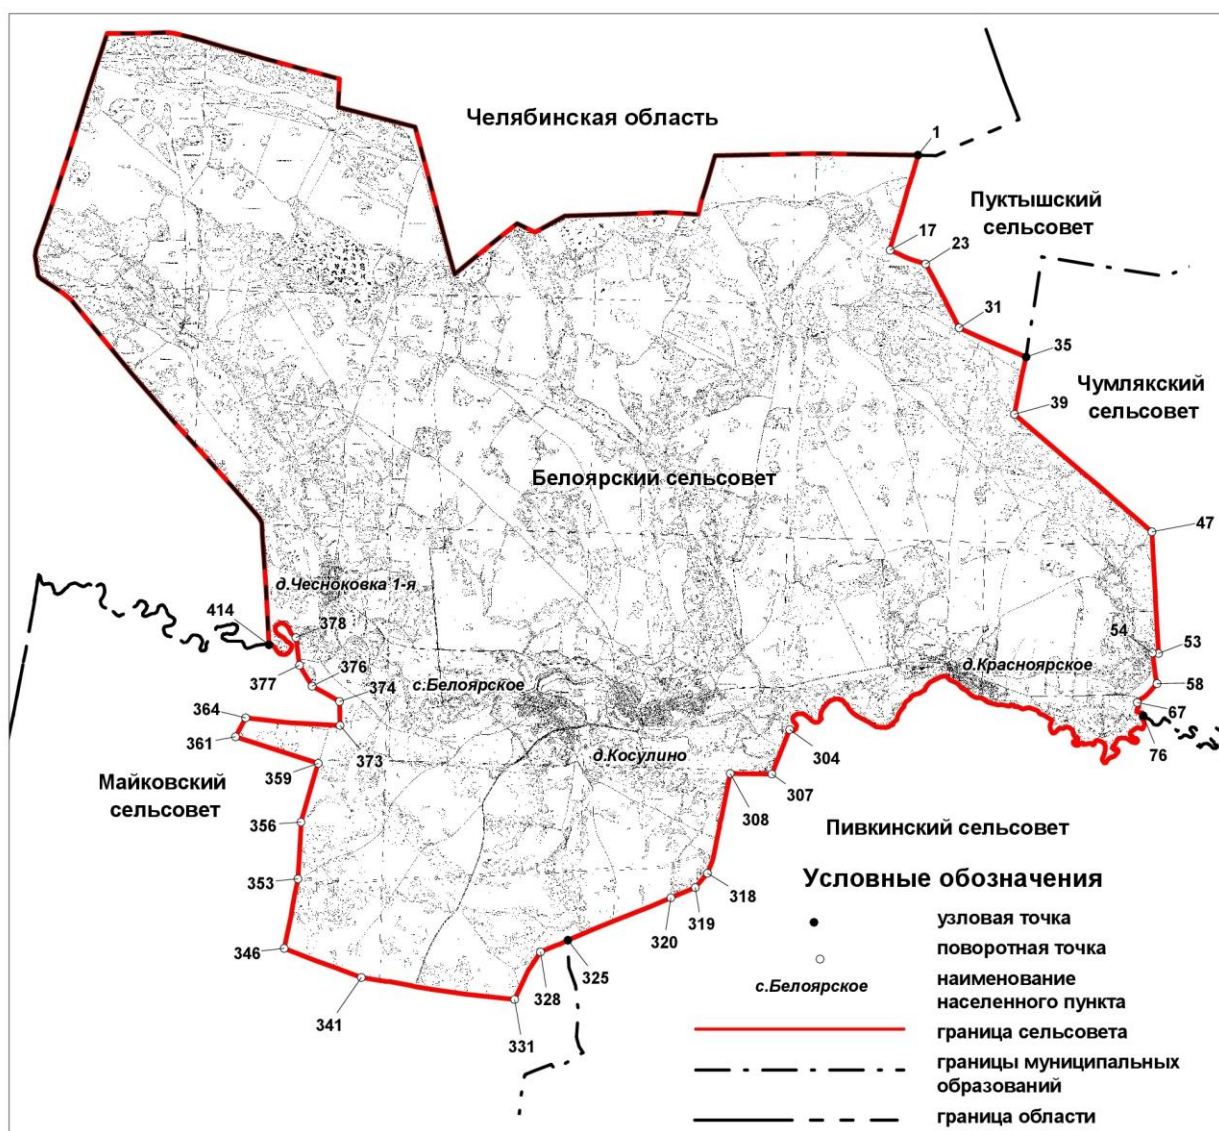 Челябинская область
1
Пуктышский
сельсовет
17
23
31
35
Чумлякский
сельсовет
39
Белоярский сельсовет
47
д.Чесноковка 1-я
414
378
54
53
376
377
с.Белоярское
374
д.Красноярское
58
67
364
361
373
304
76
359
д.Косулино
Майковский
сельсовет
307
308
356
Пивкинский сельсовет
353
318
319
320
346
325
328
341
331
Условные обозначения
узловая точка
поворотная точка
с.Белоярское
наименование
населенного пункта
граница сельсовета
границы муниципальных
образований
граница области